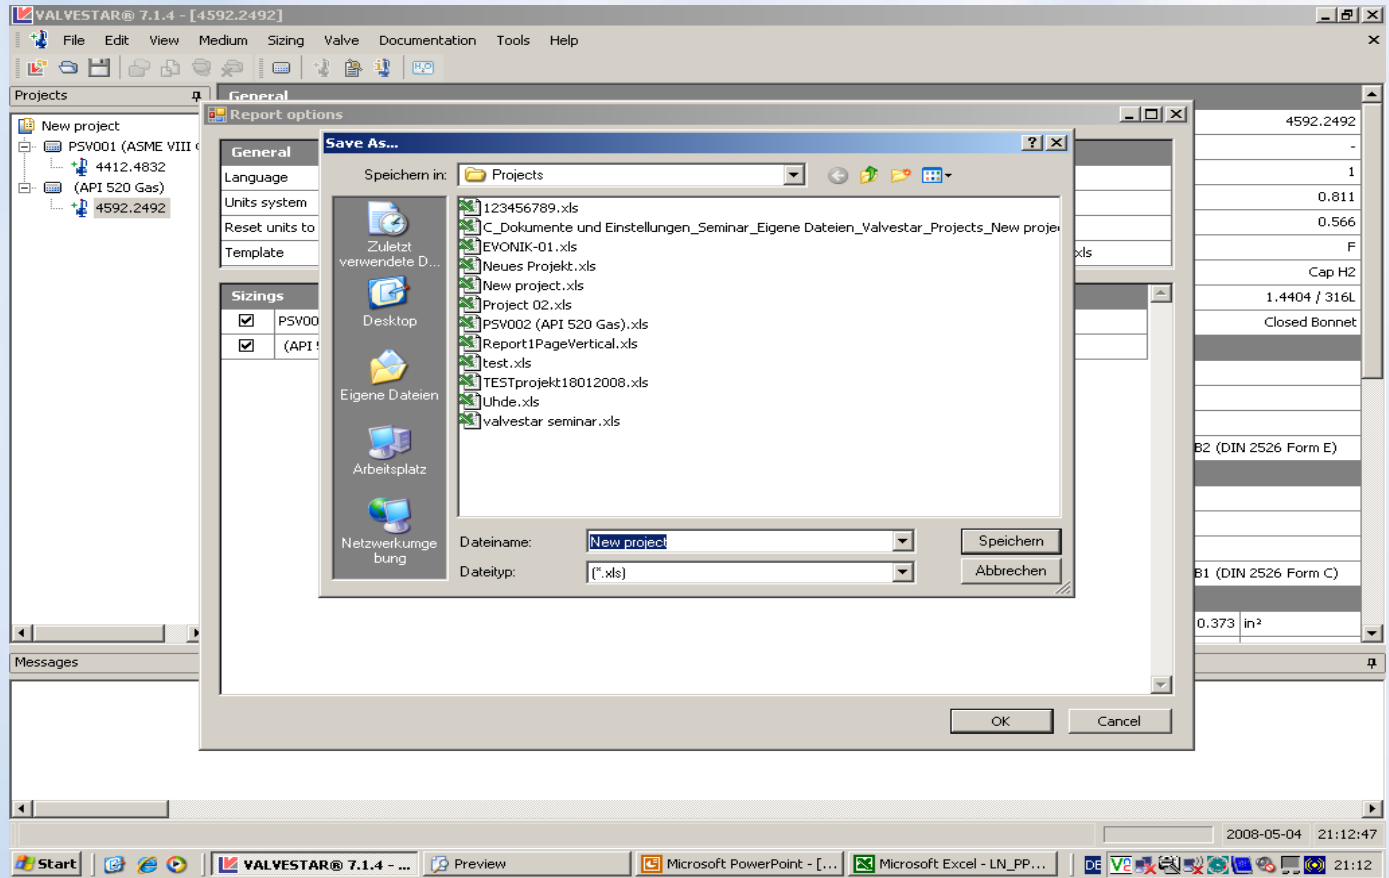 VALVESTAR® 7.1.4 - [4592.2492]
File Edit View Medium Sizing Valve Documentation Tools Help
Projects
General
New project
PSV001 (ASME VIII
4412.4832
(API 520 Gas)
4592.2492
Report options
General
Language
Units system
Reset units to
Template
xls
Sizings
PSV00
(API
Save As...
Speichern in: Projects
Zuletzt
verwendete D...
Desktop
Eigene Dateien
Arbeitsplatz
Netzwerkumge
bung
123456789.xls
C_Dokumente und Einstellungen_Seminar_Eigene Dateien_Valvestar_Projects_New proje
EVONIK-01.xls
Neues Projekt.xls
New project.xls
Project 02.xls
PSV002 (API 520 Gas).xls
Report1PageVertical.xls
test.xls
TESTprojekt18012008.xls
Uhde.xls
valvestar seminar.xls
Dateiname: New project Speichern
Dateityp: (*.xls) Abbrechen
OK Cancel
4592.2492
-
1
0.811
0.566
F
Cap H2
1.4404 / 316L
Closed Bonnet
B2 (DIN 2526 Form E)
B1 (DIN 2526 Form C)
0.373 in²
Messages
2008-05-04 21:12:47
Start VALVESTAR® 7.1.4 - ... Preview Microsoft PowerPoint - [... Microsoft Excel - LN_PP... DE 21:12